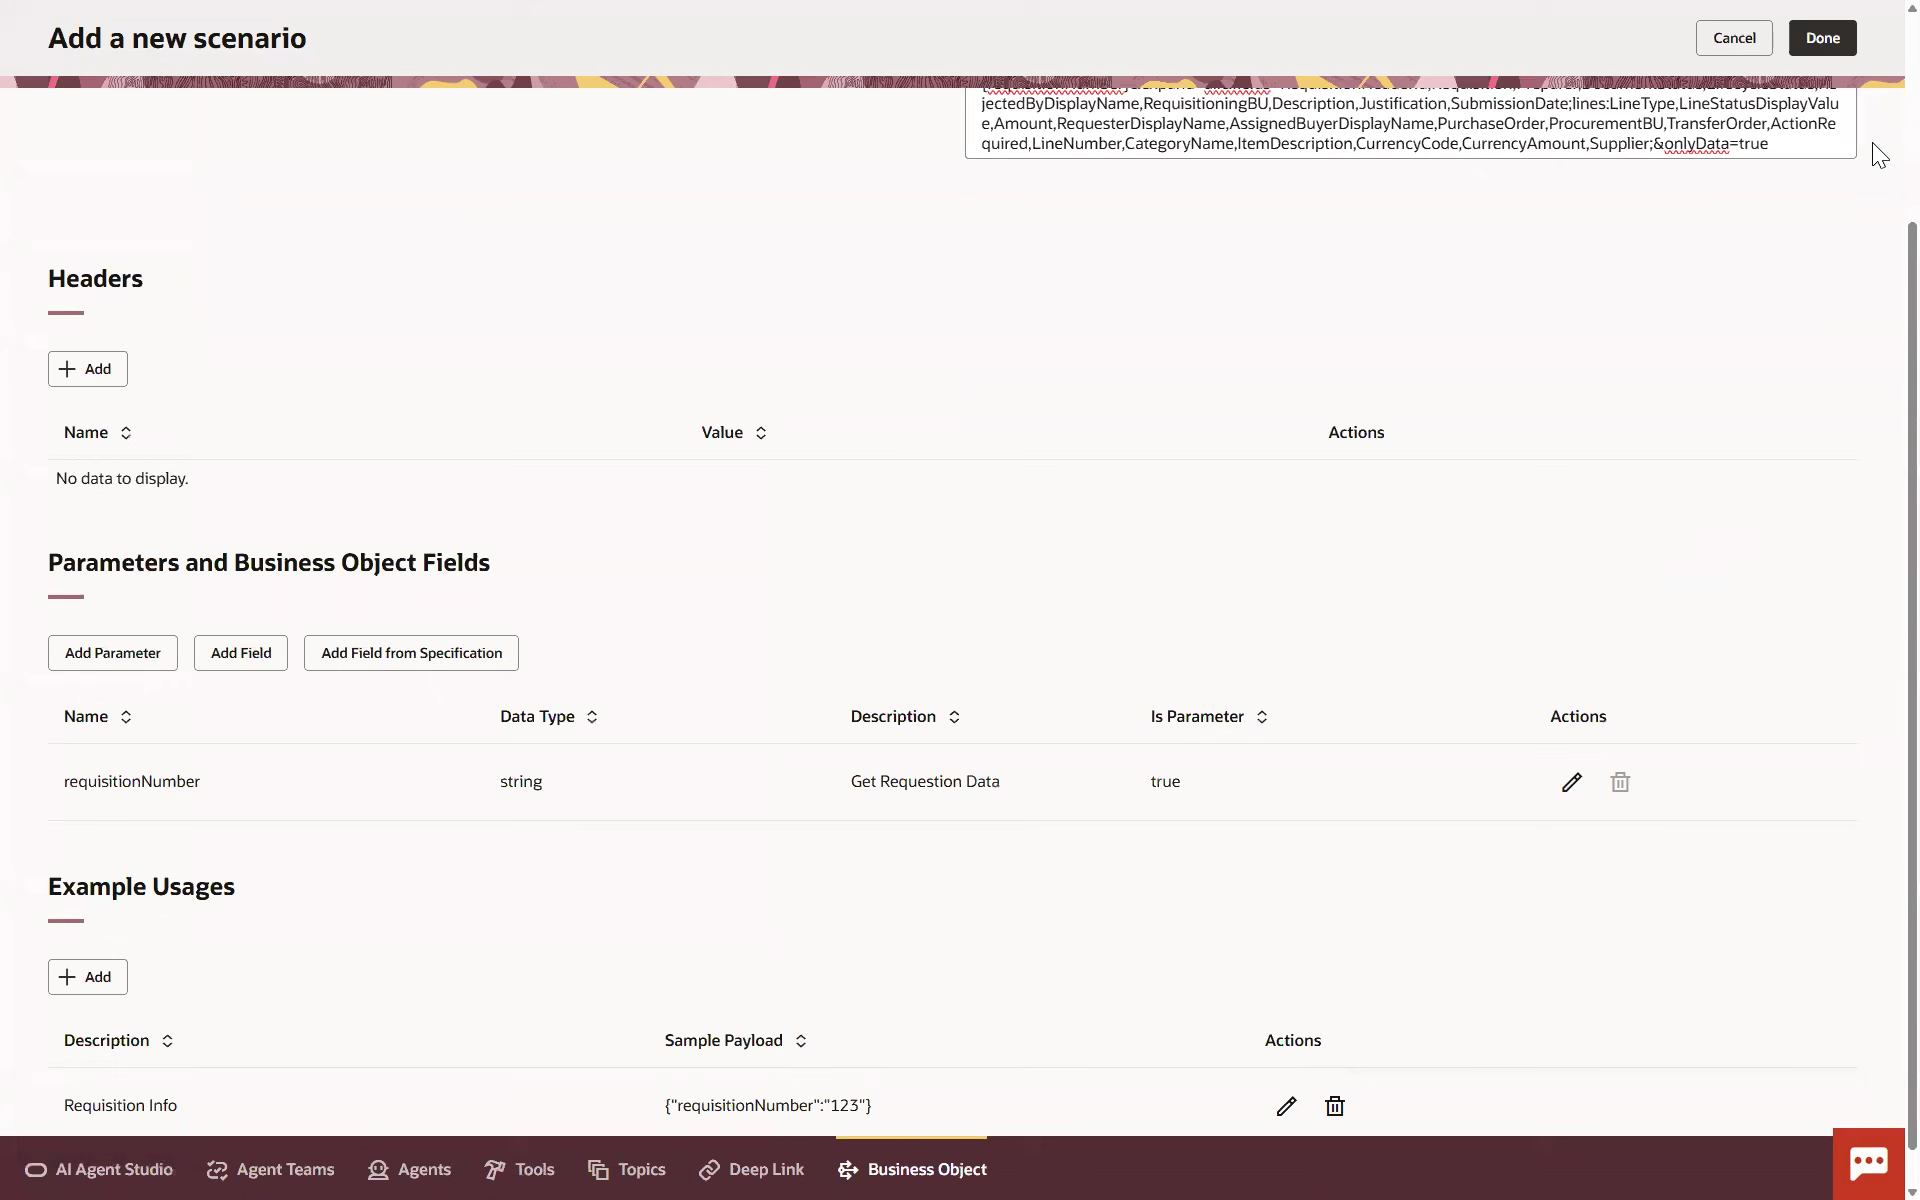 Add a new scenario
Cancel
Done
jectedByDisplayName,RequisitioningBU,Description,Justification,SubmissionDate;lines:LineType,LineStatusDisplayValu
e,Amount,RequesterDisplayName,AssignedBuyerDisplayName,PurchaseOrder,ProcurementBU,TransferOrder,ActionRe
quired,LineNumber,CategoryName,ItemDescription,CurrencyCode,CurrencyAmount,Supplier;&onlyData=true
Headers
Add
Name Value Actions
No data to display.
Parameters and Business Object Fields
Add Parameter Add Field Add Field from Specification
Name Data Type Description Is Parameter Actions
requisitionNumber string Get Requestion Data true
Example Usages
Add
Description Sample Payload Actions
Requisition Info {"requisitionNumber":"123"}
AI Agent Studio Agent Teams Agents Tools Topics Deep Link Business Object